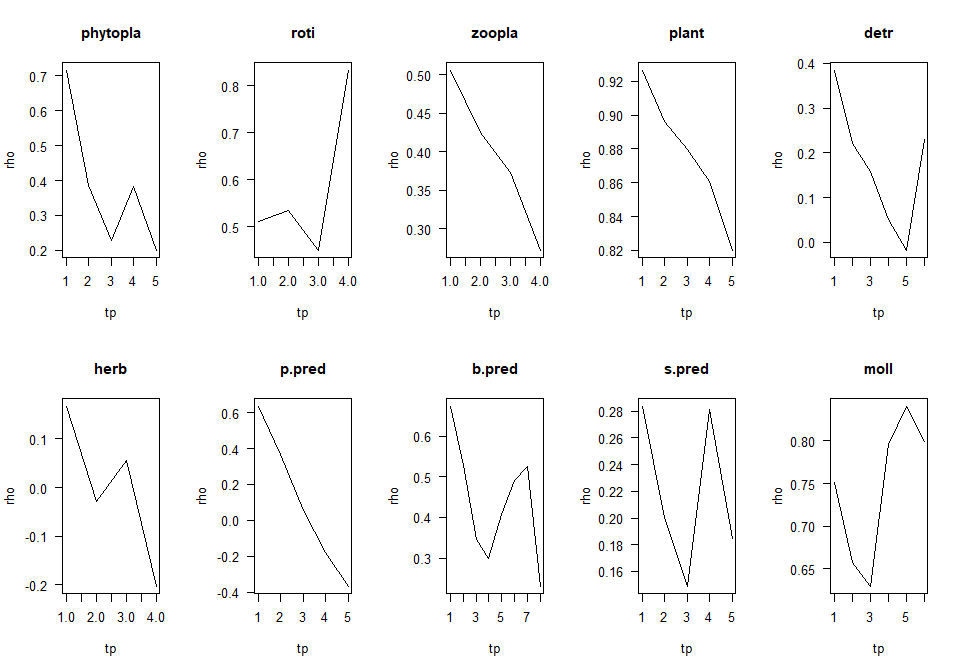 phytopla
rho
0.7
0.6
0.5
0.4
0.3
0.2
1 2 3 4 5
tp
roti
rho
0.8
0.7
0.6
0.5
1.0 2.0 3.0 4.0
tp
zoopla
rho
0.50
0.45
0.40
0.35
0.30
1.0 2.0 3.0 4.0
tp
plant
rho
0.92
0.90
0.88
0.86
0.84
0.82
1 2 3 4 5
tp
detr
rho
0.4
0.3
0.2
0.1
0.0
1 3 5
tp
herb
rho
0.1
0.0
-0.1
-0.2
1.0 2.0 3.0 4.0
tp
p.pred
rho
0.6
0.4
0.2
0.0
-0.2
-0.4
1 2 3 4 5
tp
b.pred
rho
0.6
0.5
0.4
0.3
1 3 5 7
tp
s.pred
rho
0.28
0.26
0.24
0.22
0.20
0.18
0.16
1 2 3 4 5
tp
moll
rho
0.80
0.75
0.70
0.65
1 3 5
tp